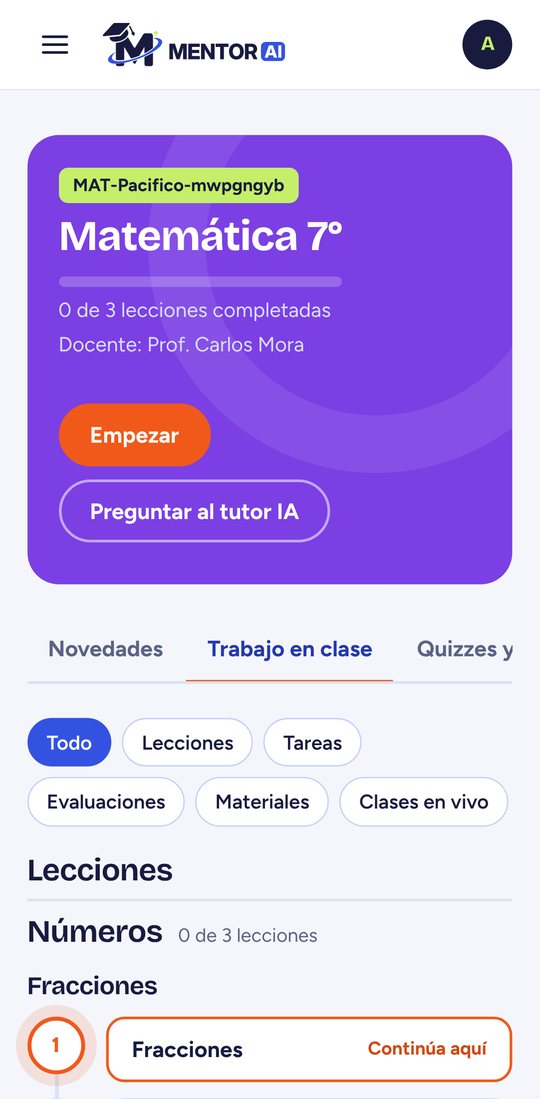 MENTOR AI
A
MAT-Pacifico-mwpgngyb
Matemática 7°
0 de 3 lecciones completadas
Docente: Prof. Carlos Mora
Empezar
Preguntar al tutor IA
Novedades Trabajo en clase Quizzes y
Todo Lecciones Tareas
Evaluaciones Materiales Clases en vivo
Lecciones
Números 0 de 3 lecciones
Fracciones
1 Fracciones Continúa aquí